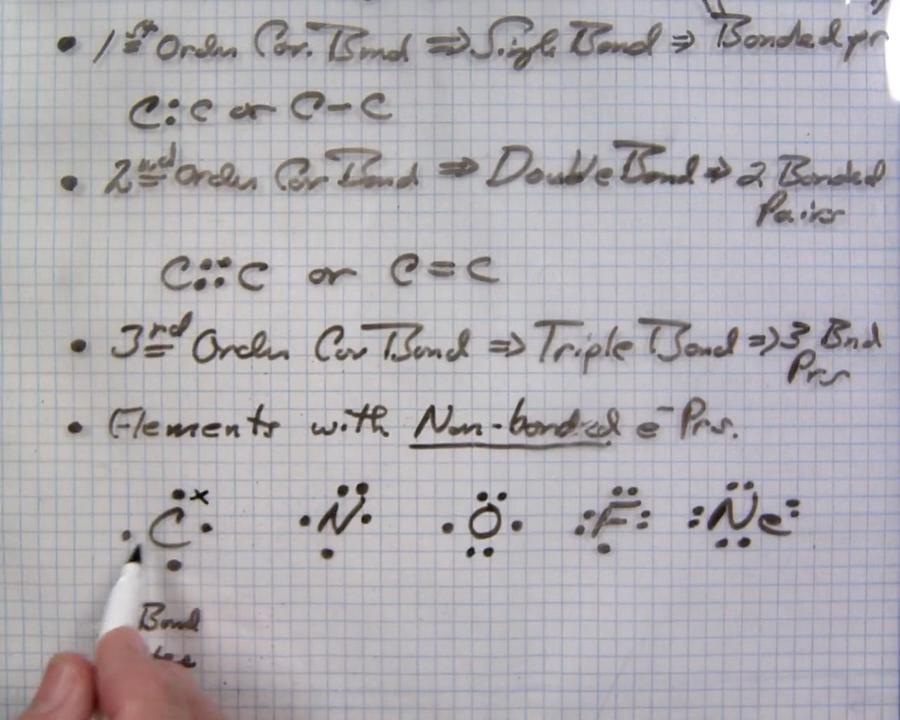 • 1st Order Cov. Bond ⇒ Single Bond ⇒ Bonded pr
C:C or C–C
• 2nd Order Cov Bond ⇒ Double Bond ⇒ 2 Bonded Pairs
C::C or C=C
• 3rd Order Cov Bond ⇒ Triple Bond ⇒ 3 Bnd Prs
• Elements with Non-bonded e⁻ Prs.
C N O F Ne
Bond